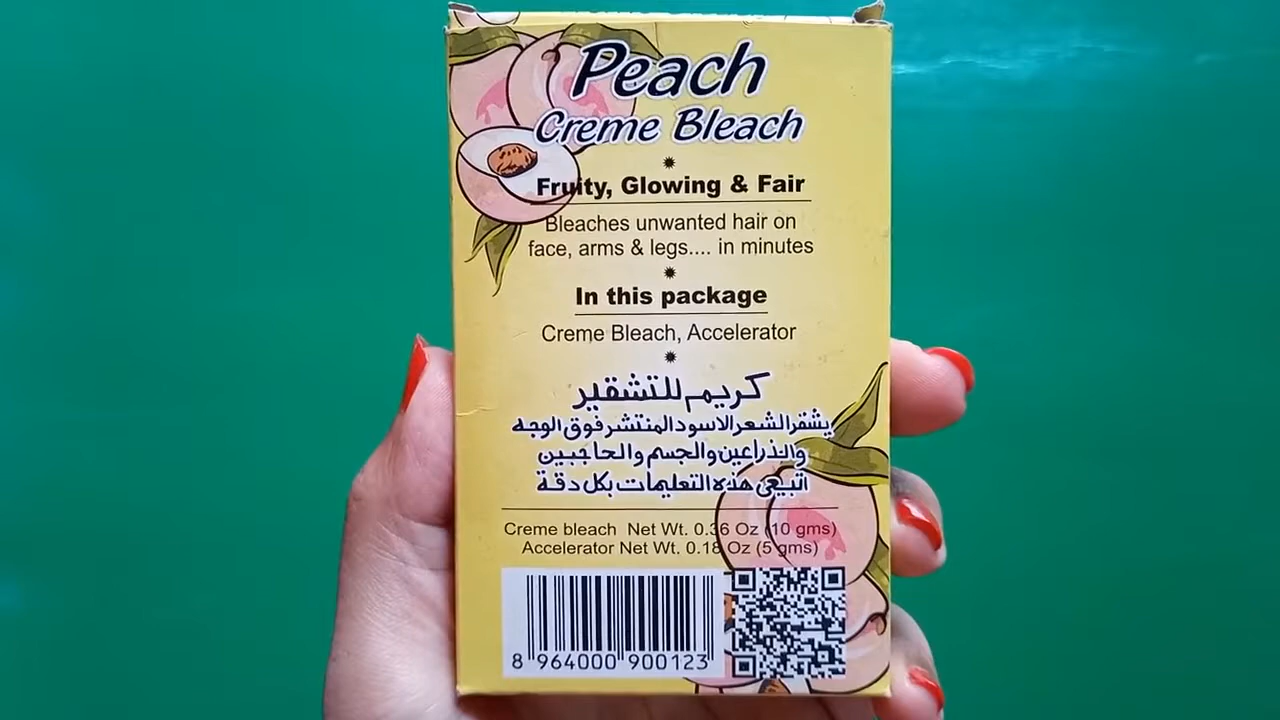 Peach
Creme Bleach
Fruity, Glowing & Fair
Bleaches unwanted hair on
face, arms & legs.... in minutes
In this package
Creme Bleach, Accelerator
كريم للتشقير
يشقر الشعر الاسود المنتشر فوق الوجه
والذراعين والجسم والحاجبين
اتبعي هذه التعليمات بكل دقة
Creme bleach Net Wt. 0.36 Oz (10 gms)
Accelerator Net Wt. 0.18 Oz (5 gms)
8 964000 900123